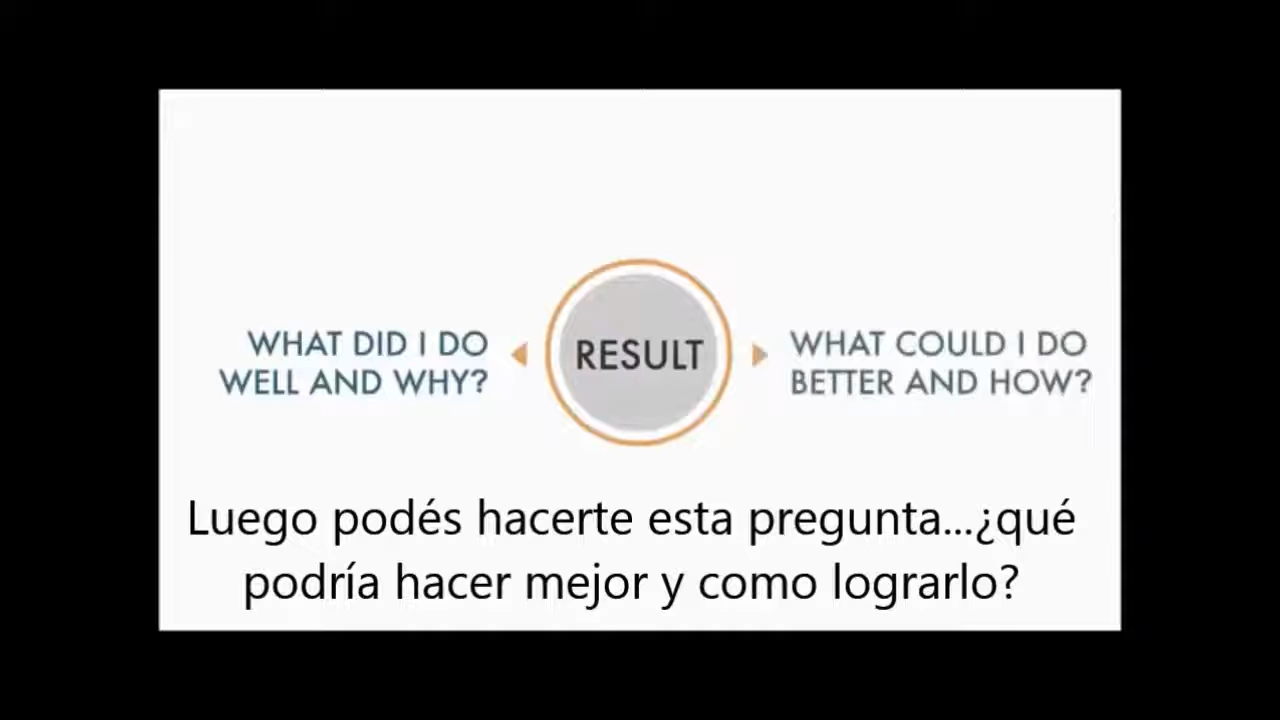 WHAT DID I DO
WELL AND WHY?
RESULT
WHAT COULD I DO
BETTER AND HOW?
Luego podés hacerte esta pregunta...¿qué
podría hacer mejor y como lograrlo?